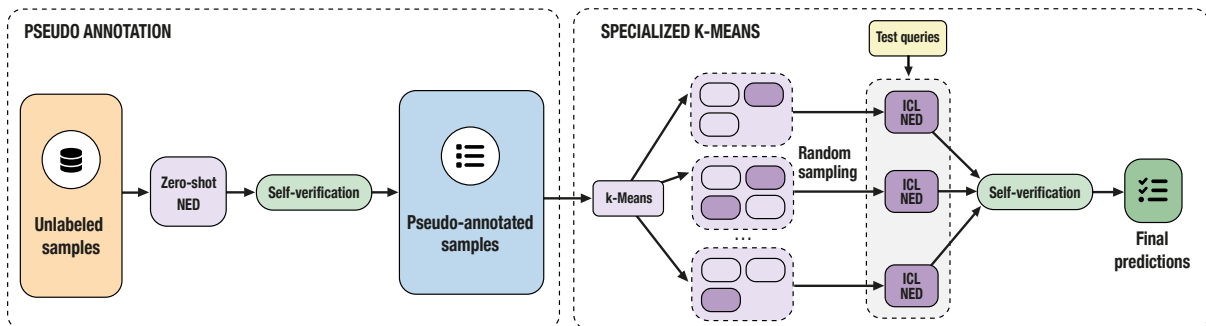 PSEUDO ANNOTATION
Unlabeled
samples
Zero-shot
NED
Self-verification
Pseudo-annotated
samples
SPECIALIZED K-MEANS
Test queries
k-Means
...
Random
sampling
ICL
NED
ICL
NED
ICL
NED
Self-verification
Final
predictions